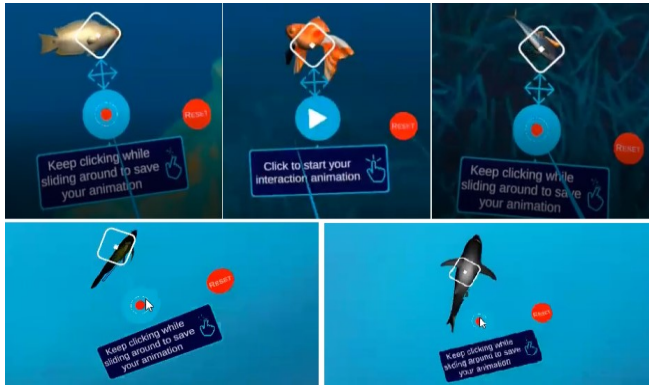 RESET
Keep clicking while
sliding around to save
your animation
RESET
Click to start your
interaction animation
RESET
Keep clicking while
sliding around to save
your animation
RESET
Keep clicking while
sliding around to save
your animation
RESET
Keep clicking while
sliding around to save
your animation